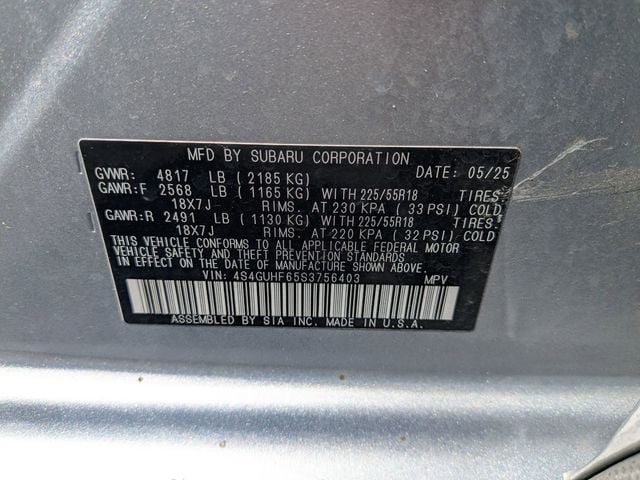 MFD BY SUBARU CORPORATION
GVWR: 4817 LB (2185 KG) DATE: 05/25
GAWR:F 2568 LB (1165 KG) WITH 225/55R18 TIRES.
18X7J RIMS. AT 230 KPA (33 PSI) COLD
GAWR:R 2491 LB (1130 KG) WITH 225/55R18 TIRES.
18X7J RIMS. AT 220 KPA (32 PSI) COLD
THIS VEHICLE CONFORMS TO ALL APPLICABLE FEDERAL MOTOR
VEHICLE SAFETY AND THEFT PREVENTION STANDARDS
IN EFFECT ON THE DATE OF MANUFACTURE SHOWN ABOVE.
VIN: 4S4GUHF65S3756403 MPV
ASSEMBLED BY SIA INC. MADE IN U.S.A.